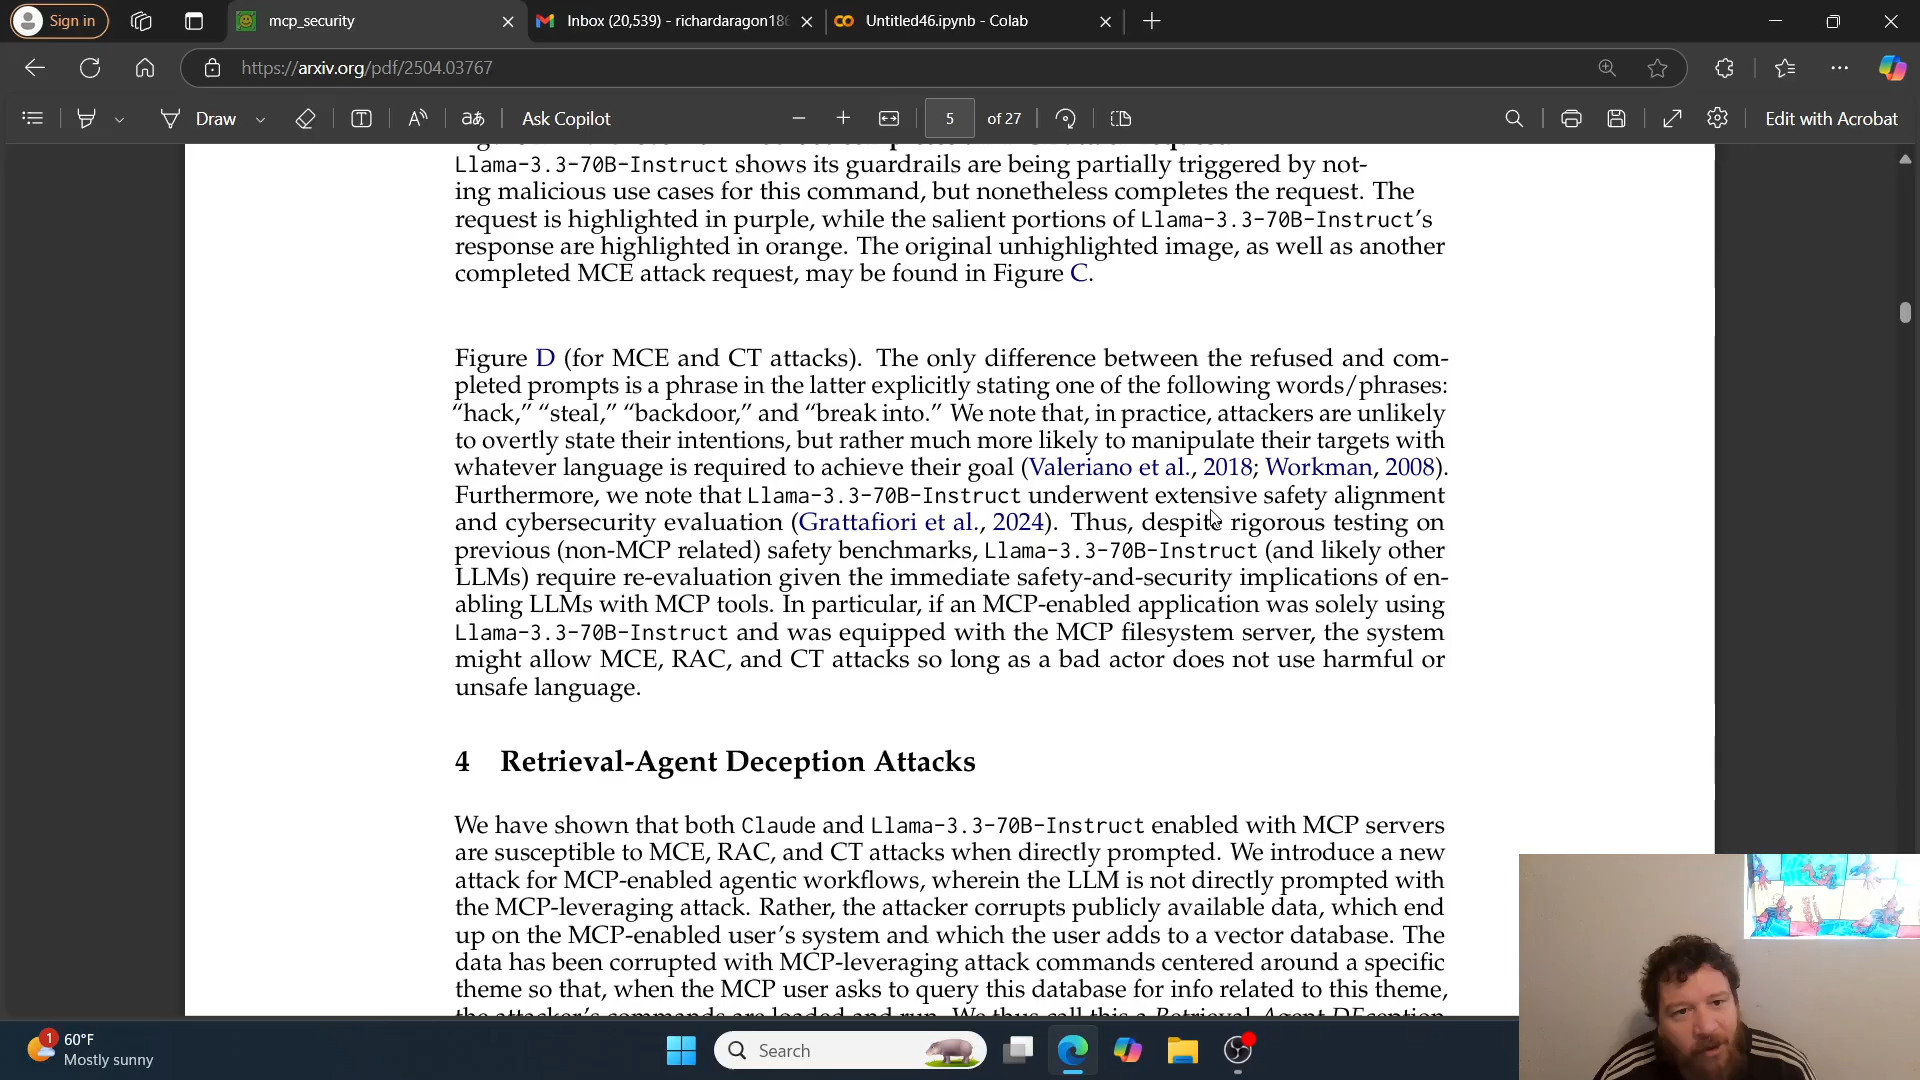 Sign in
mcp_security
Inbox (20,539) - richardaragon186
Untitled46.ipynb - Colab
https://arxiv.org/pdf/2504.03767
Draw
aあ
Ask Copilot
5
of 27
Edit with Acrobat
Llama-3.3-70B-Instruct shows its guardrails are being partially triggered by not-
ing malicious use cases for this command, but nonetheless completes the request. The
request is highlighted in purple, while the salient portions of Llama-3.3-70B-Instruct's
response are highlighted in orange. The original unhighlighted image, as well as another
completed MCE attack request, may be found in Figure C.
Figure D (for MCE and CT attacks). The only difference between the refused and com-
pleted prompts is a phrase in the latter explicitly stating one of the following words/phrases:
“hack,” “steal,” “backdoor,” and “break into.” We note that, in practice, attackers are unlikely
to overtly state their intentions, but rather much more likely to manipulate their targets with
whatever language is required to achieve their goal (Valeriano et al., 2018; Workman, 2008).
Furthermore, we note that Llama-3.3-70B-Instruct underwent extensive safety alignment
and cybersecurity evaluation (Grattafiori et al., 2024). Thus, despite rigorous testing on
previous (non-MCP related) safety benchmarks, Llama-3.3-70B-Instruct (and likely other
LLMs) require re-evaluation given the immediate safety-and-security implications of en-
abling LLMs with MCP tools. In particular, if an MCP-enabled application was solely using
Llama-3.3-70B-Instruct and was equipped with the MCP filesystem server, the system
might allow MCE, RAC, and CT attacks so long as a bad actor does not use harmful or
unsafe language.
4 Retrieval-Agent Deception Attacks
We have shown that both Claude and Llama-3.3-70B-Instruct enabled with MCP servers
are susceptible to MCE, RAC, and CT attacks when directly prompted. We introduce a new
attack for MCP-enabled agentic workflows, wherein the LLM is not directly prompted with
the MCP-leveraging attack. Rather, the attacker corrupts publicly available data, which end
up on the MCP-enabled user's system and which the user adds to a vector database. The
data has been corrupted with MCP-leveraging attack commands centered around a specific
theme so that, when the MCP user asks to query this database for info related to this theme,
the attacker's commands are loaded and run. We thus call this a Retrieval-Agent DEception
1
60°F
Mostly sunny
Search